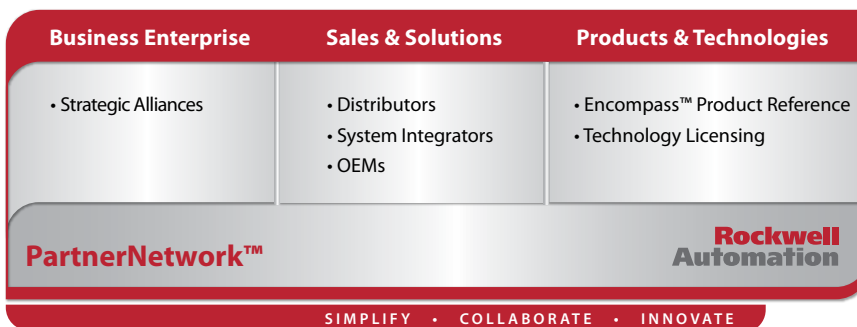 Business Enterprise
Sales & Solutions
Products & Technologies
• Strategic Alliances
• Distributors
• System Integrators
• OEMs
• Encompass™ Product Reference
• Technology Licensing
PartnerNetwork™
Rockwell
Automation
SIMPLIFY • COLLABORATE • INNOVATE